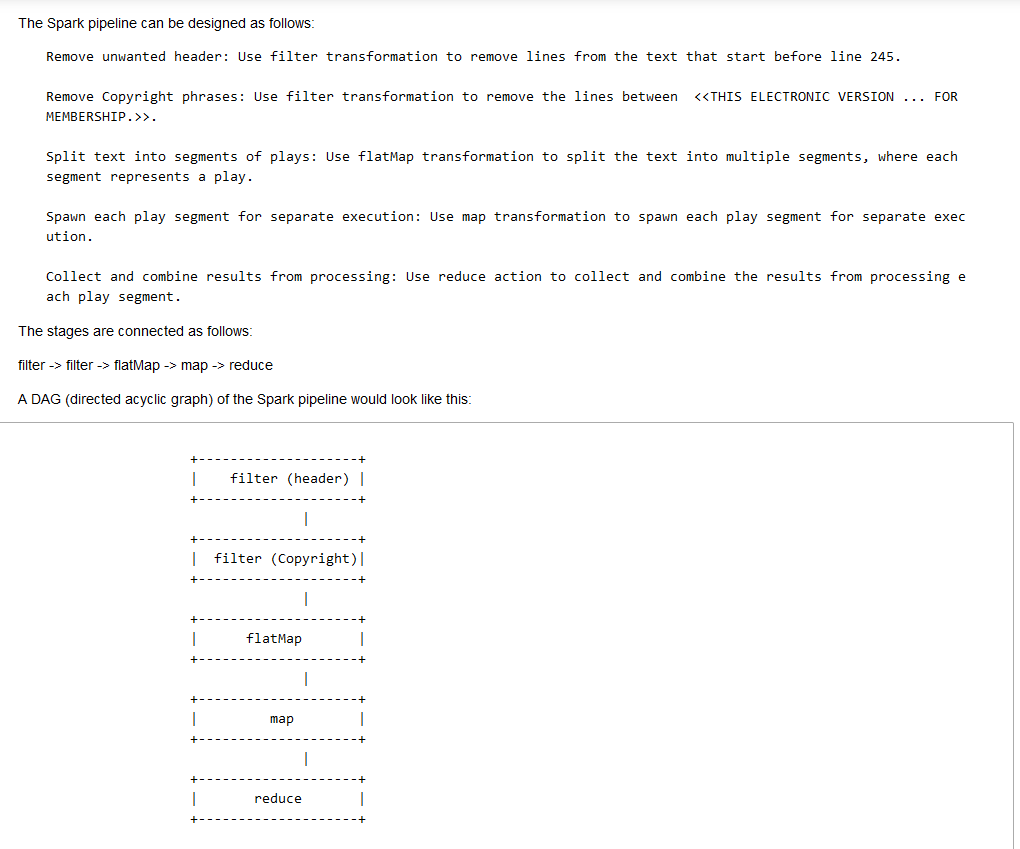 The Spark pipeline can be designed as follows:
Remove unwanted header: Use filter transformation to remove lines from the text that start before line 245.
Remove Copyright phrases: Use filter transformation to remove the lines between  <<THIS ELECTRONIC VERSION ... FOR
MEMBERSHIP.>>.
Split text into segments of plays: Use flatMap transformation to split the text into multiple segments, where each
segment represents a play.
Spawn each play segment for separate execution: Use map transformation to spawn each play segment for separate exec
ution.
Collect and combine results from processing: Use reduce action to collect and combine the results from processing e
ach play segment.
The stages are connected as follows:
filter -> filter -> flatMap -> map -> reduce
A DAG (directed acyclic graph) of the Spark pipeline would look like this:
+--------------------+
|    filter (header) |
+--------------------+
|
+--------------------+
|  filter (Copyright)|
+--------------------+
|
+--------------------+
|      flatMap       |
+--------------------+
|
+--------------------+
|         map        |
+--------------------+
|
+--------------------+
|       reduce       |
+--------------------+